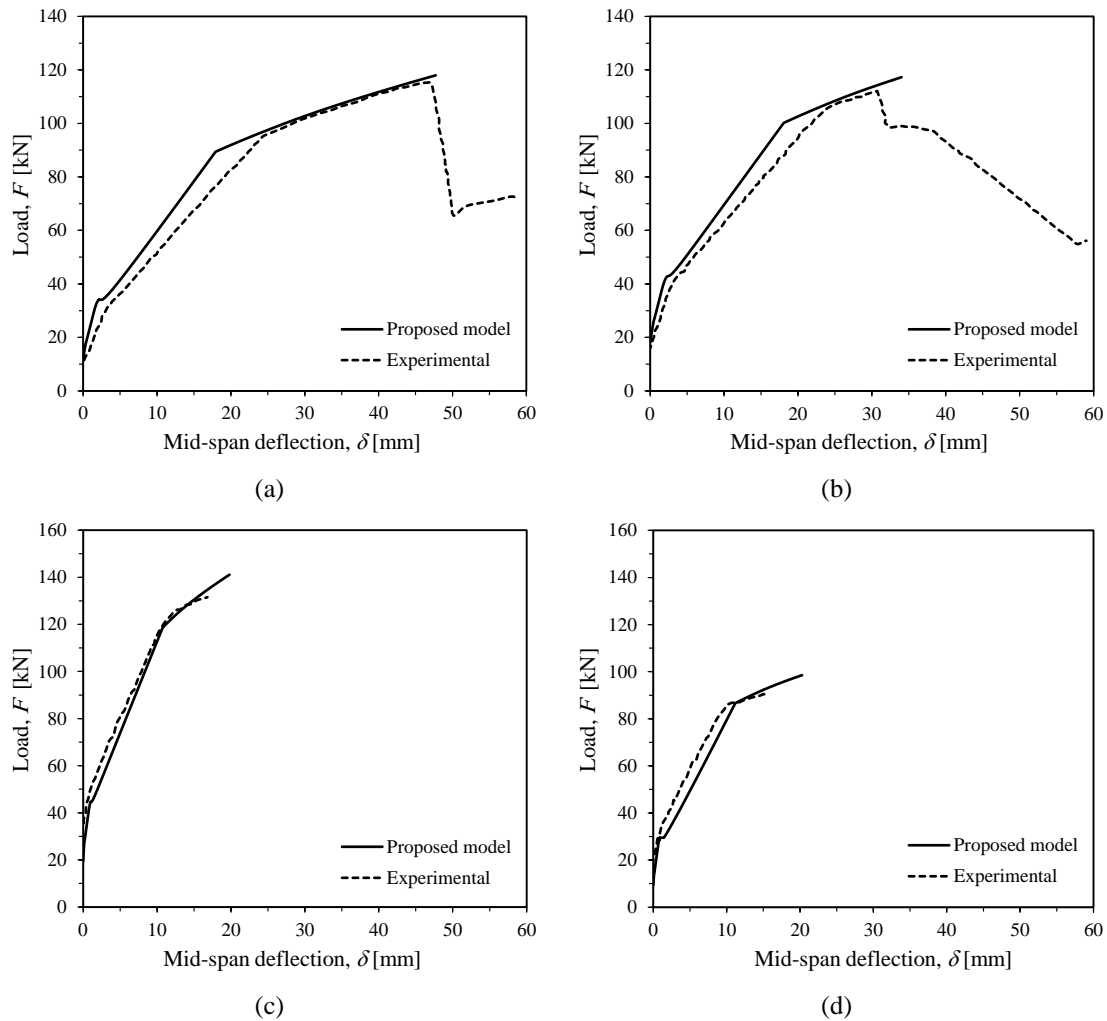 140
120
100
80
60
40
20
0
Load, F [kN]
Proposed model
Experimental
0 10 20 30 40 50 60
Mid-span deflection, δ [mm]
(a)
140
120
100
80
60
40
20
0
Load, F [kN]
Proposed model
Experimental
0 10 20 30 40 50 60
Mid-span deflection, δ [mm]
(b)
160
140
120
100
80
60
40
20
0
Load, F [kN]
Proposed model
Experimental
0 10 20 30 40 50 60
Mid-span deflection, δ [mm]
(c)
160
140
120
100
80
60
40
20
0
Load, F [kN]
Proposed model
Experimental
0 10 20 30 40 50 60
Mid-span deflection, δ [mm]
(d)